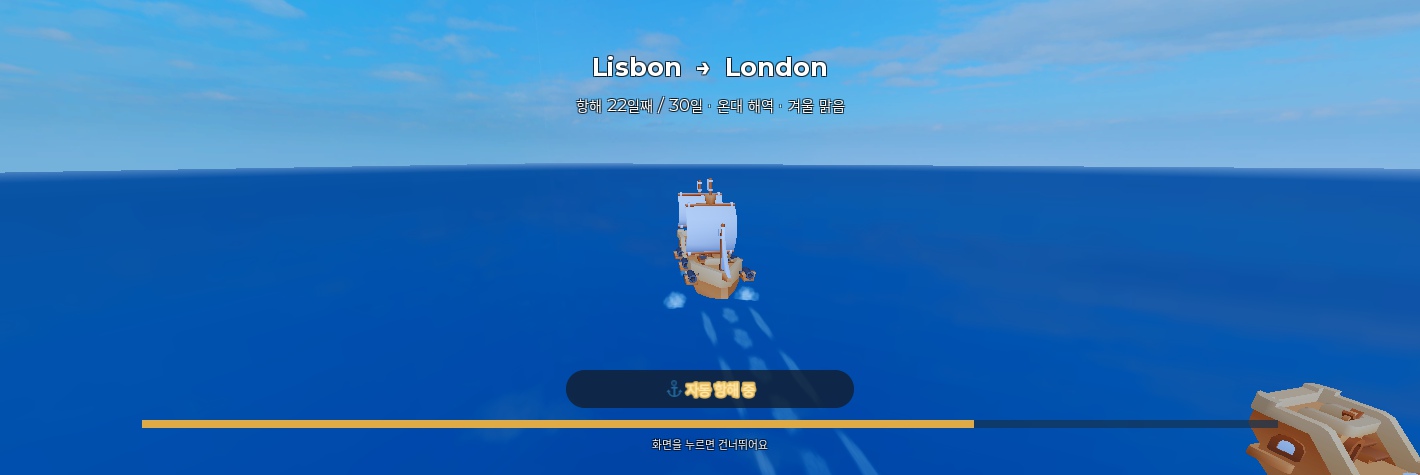 Lisbon → London
항해 22일째 / 30일 · 온대 해역 · 겨울 맑음
⚓ 자동 항해 중
화면을 누르면 건너뛰어요